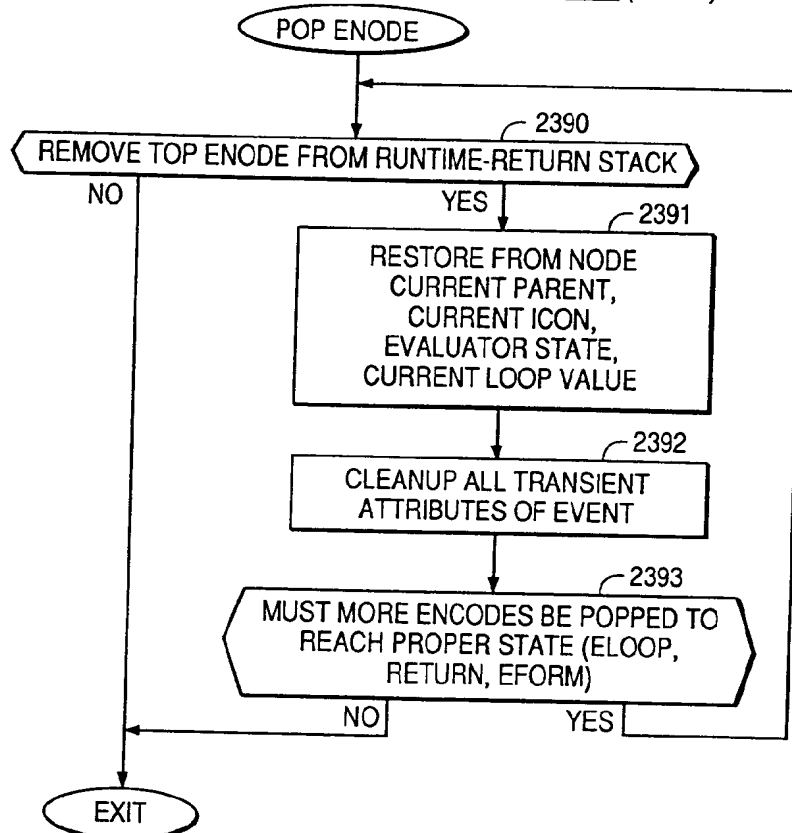 POP ENODE
2390
REMOVE TOP ENODE FROM RUNTIME-RETURN STACK
NO
YES
2391
RESTORE FROM NODE
CURRENT PARENT,
CURRENT ICON,
EVALUATOR STATE,
CURRENT LOOP VALUE
2392
CLEANUP ALL TRANSIENT
ATTRIBUTES OF EVENT
2393
MUST MORE ENCODES BE POPPED TO
REACH PROPER STATE (ELOOP,
RETURN, EFORM)
NO
YES
EXIT